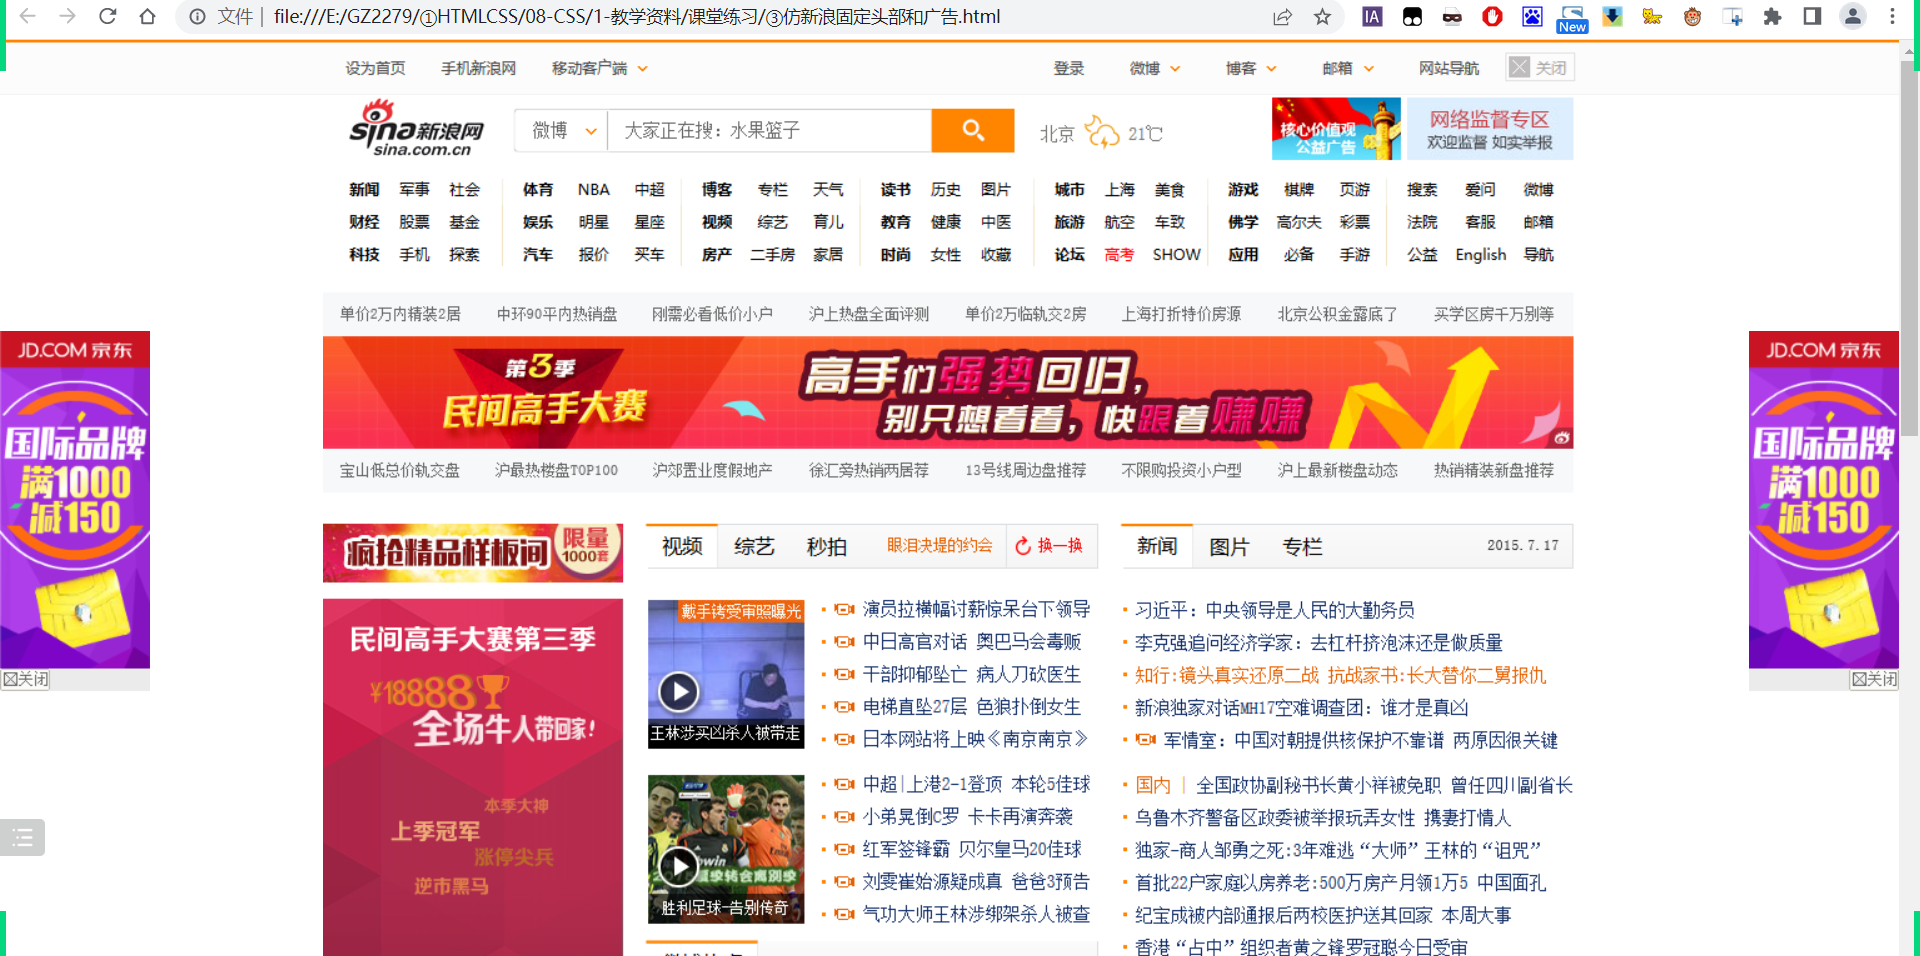 文件 | file:///E:/GZ2279/①HTMLCSS/08-CSS/1-教学资料/课堂练习/③仿新浪固定头部和广告.html
IA
New
设为首页 手机新浪网 移动客户端 登录 微博 博客 邮箱 网站导航 关闭
sina新浪网
sina.com.cn
微博 大家正在搜：水果篮子
北京 21℃
核心价值观
公益广告
网络监督专区
欢迎监督 如实举报
新闻 军事 社会 体育 NBA 中超 博客 专栏 天气 读书 历史 图片 城市 上海 美食 游戏 棋牌 页游 搜索 爱问 微博
财经 股票 基金 娱乐 明星 星座 视频 综艺 育儿 教育 健康 中医 旅游 航空 车致 佛学 高尔夫 彩票 法院 客服 邮箱
科技 手机 探索 汽车 报价 买车 房产 二手房 家居 时尚 女性 收藏 论坛 高考 SHOW 应用 必备 手游 公益 English 导航
单价2万内精装2居 中环90平内热销盘 刚需必看低价小户 沪上热盘全面评测 单价2万临轨交2房 上海打折特价房源 北京公积金露底了 买学区房千万别等
第3季
民间高手大赛
高手们强势回归，
别只想看看，快跟着赚赚
宝山低总价轨交盘 沪最热楼盘TOP100 沪郊置业度假地产 徐汇旁热销两居荐 13号线周边盘推荐 不限购投资小户型 沪上最新楼盘动态 热销精装新盘推荐
JD.COM 京东
国际品牌
满1000
减150
关闭
JD.COM 京东
国际品牌
满1000
减150
关闭
疯抢精品样板间
限量
1000套
民间高手大赛第三季
¥18888
全场牛人带回家!
本季大神
上季冠军
涨停尖兵
逆市黑马
视频 综艺 秒拍 眼泪决堤的约会 换一换
戴手铐受审照曝光
王林涉买凶杀人被带走
演员拉横幅讨薪惊呆台下领导
中日高官对话 奥巴马会毒贩
干部抑郁坠亡 病人刀砍医生
电梯直坠27层 色狼扑倒女生
日本网站将上映《南京南京》
胜利足球-告别传奇
中超|上港2-1登顶 本轮5佳球
小弟晃倒C罗 卡卡再演奔袭
红军签锋霸 贝尔皇马20佳球
刘雯崔始源疑成真 爸爸3预告
气功大师王林涉绑架杀人被查
新闻 图片 专栏 2015.7.17
习近平：中央领导是人民的大勤务员
李克强追问经济学家：去杠杆挤泡沫还是做质量
知行:镜头真实还原二战 抗战家书:长大替你二舅报仇
新浪独家对话MH17空难调查团：谁才是真凶
军情室：中国对朝提供核保护不靠谱 两原因很关键
国内 | 全国政协副秘书长黄小祥被免职 曾任四川副省长
乌鲁木齐警备区政委被举报玩弄女性 携妻打情人
独家-商人邹勇之死:3年难逃“大师”王林的“诅咒”
首批22户家庭以房养老:500万房产月领1万5 中国面孔
纪宝成被内部通报后两校医护送其回家 本周大事
香港“占中”组织者黄之锋罗冠聪今日受审